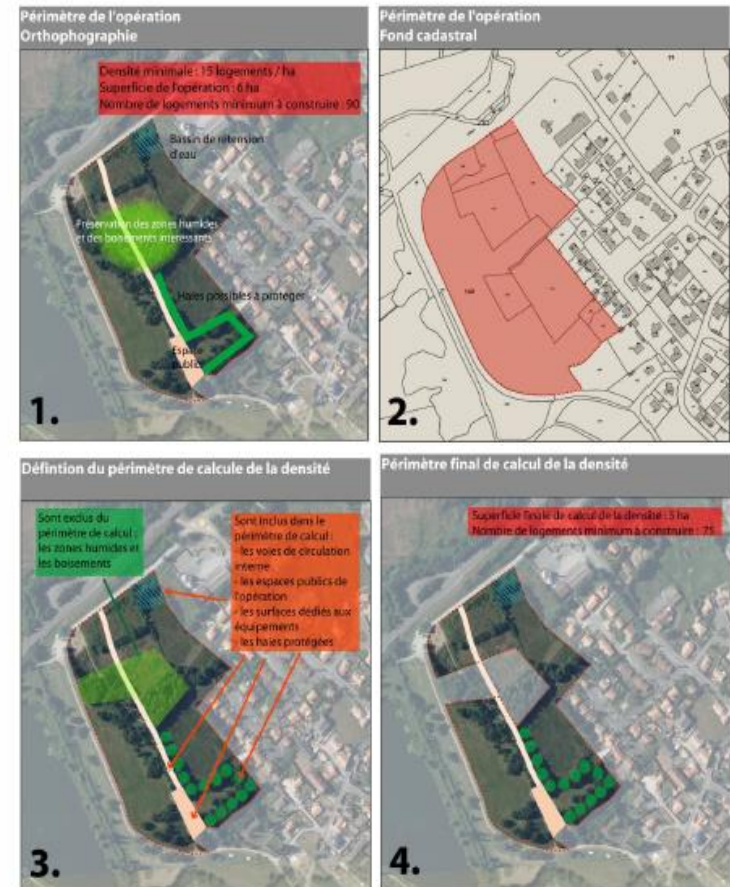 Périmètre de l'opération
Orthophographie
Densité minimale : 15 logements / ha
Superficie de l'opération : 6 ha
Nombre de logements minimum à construire : 90
Bassin de rétension
d'eau
Préservation des zones humides
et des boisements intéressants
Haies possibles à protéger
Espace
public
1.
Périmètre de l'opération
Fond cadastral
2.
Défintion du périmètre de calcule de la densité
Sont exclus du
périmètre de calcul :
les zones humides et
les boisements
Sont inclus dans le
périmètre de calcul :
- les voies de circulation
interne
- les espaces publics de
l'opération
- les surfaces dédiés aux
équipements
- les haies protégées
3.
Périmètre final de calcul de la densité
Superficie finale de calcul de la densité : 5 ha
Nombre de logements minimum à construire : 75
4.